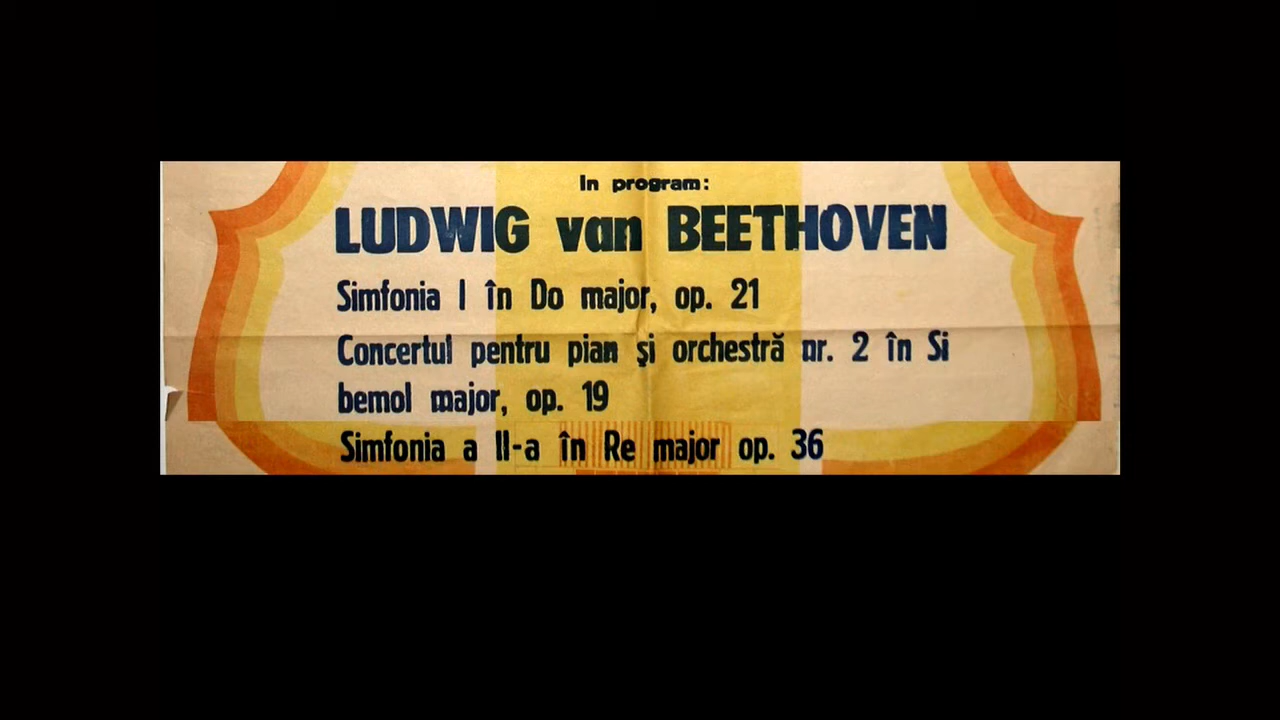 In program:
LUDWIG van BEETHOVEN
Simfonia I în Do major, op. 21
Concertul pentru pian şi orchestră nr. 2 în Si
bemol major, op. 19
Simfonia a II-a în Re major op. 36